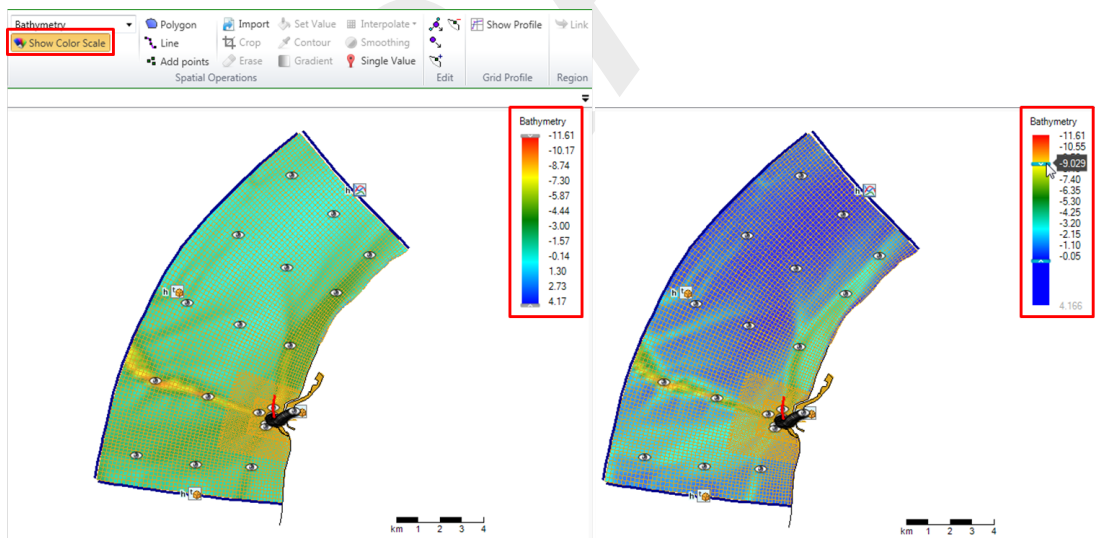 Bathymetry
Show Color Scale
Polygon
Line
Add points
Import
Crop
Erase
Set Value
Contour
Gradient
Interpolate
Smoothing
Single Value
Show Profile
Link
Spatial Operations
Edit
Grid Profile
Region
Bathymetry
-11.61
-10.17
-8.74
-7.30
-5.87
-4.44
-3.00
-1.57
-0.14
1.30
2.73
4.17
h
h
h
km 1 2 3 4
Bathymetry
-11.61
-10.55
-9.029
-7.40
-6.35
-5.30
-4.25
-3.20
-2.15
-1.10
-0.05
4.166
h
h
h
km 1 2 3 4